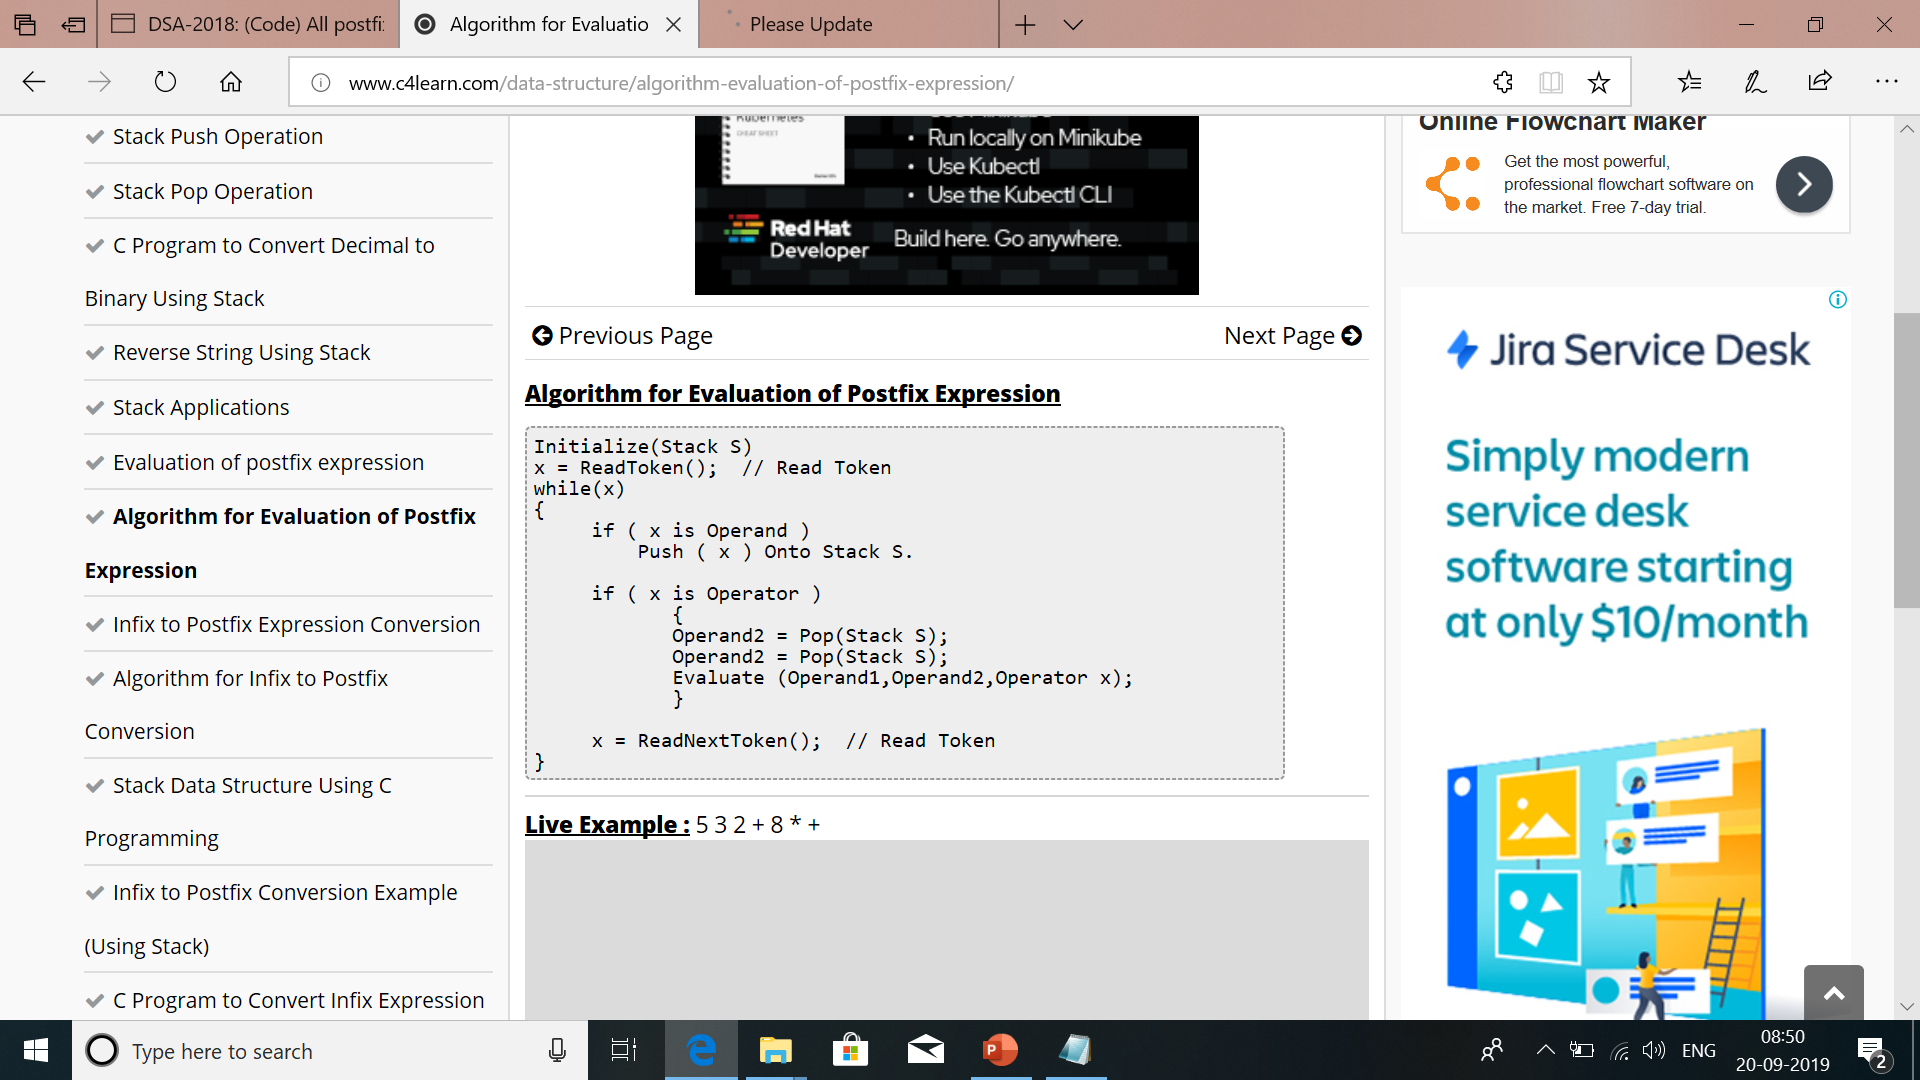 DSA-2018: (Code) All postfi:
Algorithm for Evaluatio
Please Update
www.c4learn.com/data-structure/algorithm-evaluation-of-postfix-expression/
Stack Push Operation
Stack Pop Operation
C Program to Convert Decimal to
Binary Using Stack
Reverse String Using Stack
Stack Applications
Evaluation of postfix expression
Algorithm for Evaluation of Postfix
Expression
Infix to Postfix Expression Conversion
Algorithm for Infix to Postfix
Conversion
Stack Data Structure Using C
Programming
Infix to Postfix Conversion Example
(Using Stack)
C Program to Convert Infix Expression
Kubernetes
CHEAT SHEET
• Use Minikube
• Run locally on Minikube
• Use Kubectl
• Use the Kubectl CLI
Red Hat
Developer
Build here. Go anywhere.
Previous Page
Next Page
Algorithm for Evaluation of Postfix Expression
Initialize(Stack S)
x = ReadToken();  // Read Token
while(x)
{
     if ( x is Operand )
         Push ( x ) Onto Stack S.
     if ( x is Operator )
            {
            Operand2 = Pop(Stack S);
            Operand2 = Pop(Stack S);
            Evaluate (Operand1,Operand2,Operator x);
            }
     x = ReadNextToken();  // Read Token
}
Live Example : 5 3 2 + 8 * +
Online Flowchart Maker
Get the most powerful,
professional flowchart software on
the market. Free 7-day trial.
Jira Service Desk
Simply modern
service desk
software starting
at only $10/month
Type here to search
ENG
08:50
20-09-2019
2